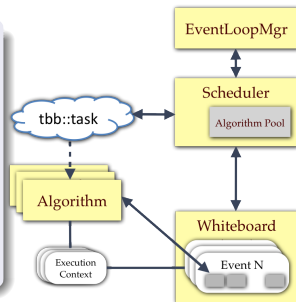 EventLoopMgr
Scheduler
Algorithm Pool
tbb::task
Algorithm
Execution
Context
Whiteboard
Event N